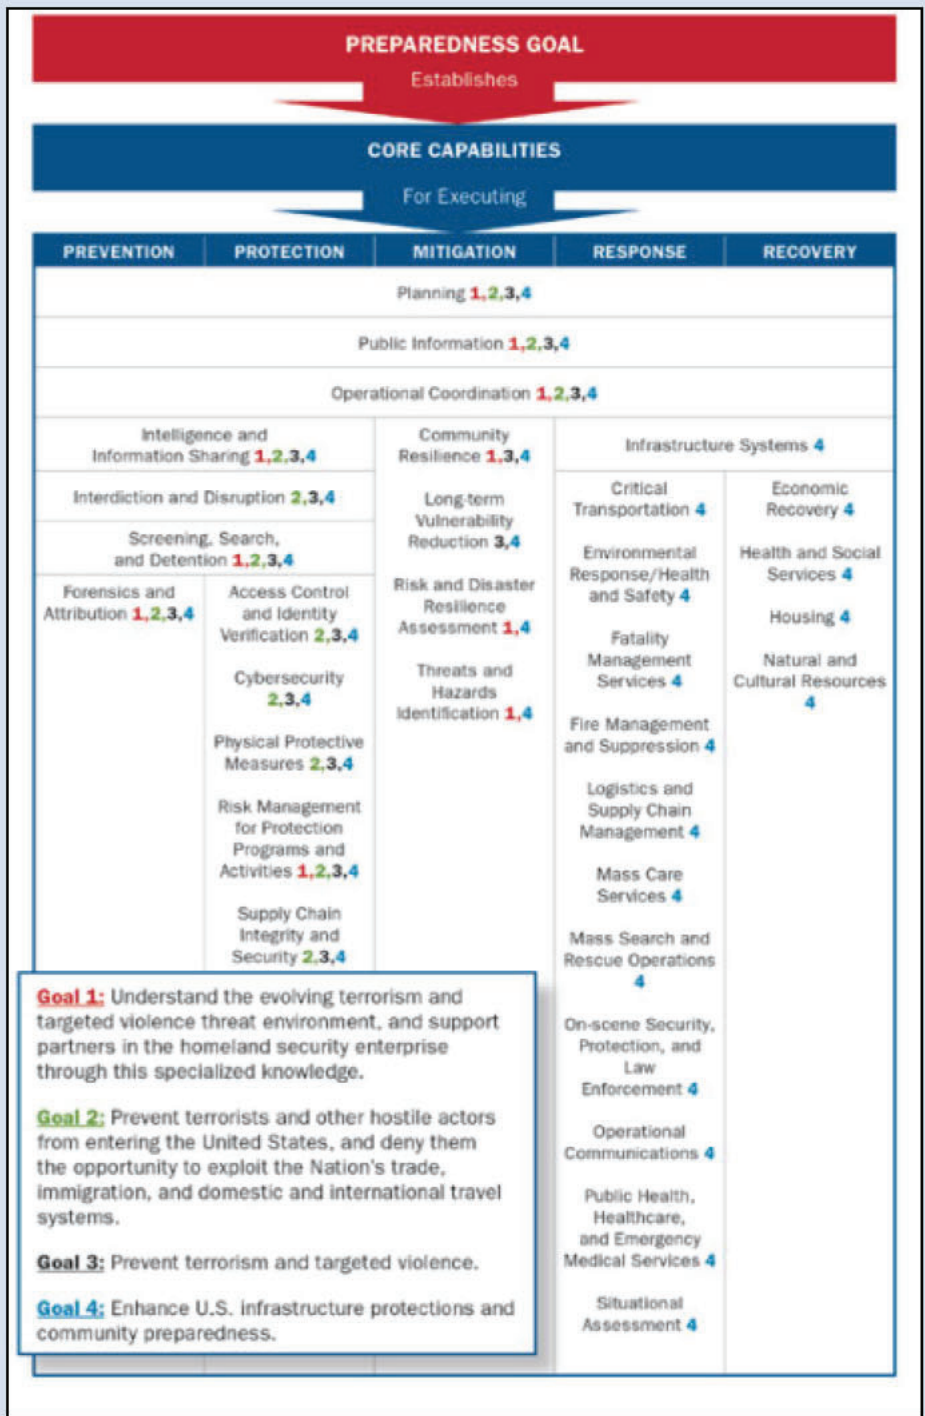 PREPAREDNESS GOAL
Establishes
CORE CAPABILITIES
For Executing
PREVENTION
PROTECTION
MITIGATION
RESPONSE
RECOVERY
Planning 1,2,3,4
Public Information 1,2,3,4
Operational Coordination 1,2,3,4
Intelligence and
Information Sharing 1,2,3,4
Interdiction and Disruption 2,3,4
Screening, Search,
and Detention 1,2,3,4
Forensics and
Attribution 1,2,3,4
Access Control
and Identity
Verification 2,3,4
Cybersecurity
2,3,4
Physical Protective
Measures 2,3,4
Risk Management
for Protection
Programs and
Activities 1,2,3,4
Supply Chain
Integrity and
Security 2,3,4
Community
Resilience 1,3,4
Long-term
Vulnerability
Reduction 3,4
Risk and Disaster
Resilience
Assessment 1,4
Threats and
Hazards
Identification 1,4
Infrastructure Systems 4
Critical
Transportation 4
Environmental
Response/Health
and Safety 4
Fatality
Management
Services 4
Fire Management
and Suppression 4
Logistics and
Supply Chain
Management 4
Mass Care
Services 4
Mass Search and
Rescue Operations
4
On-scene Security,
Protection, and
Law
Enforcement 4
Operational
Communications 4
Public Health,
Healthcare,
and Emergency
Medical Services 4
Situational
Assessment 4
Economic
Recovery 4
Health and Social
Services 4
Housing 4
Natural and
Cultural Resources
4
Goal 1: Understand the evolving terrorism and
targeted violence threat environment, and support
partners in the homeland security enterprise
through this specialized knowledge.
Goal 2: Prevent terrorists and other hostile actors
from entering the United States, and deny them
the opportunity to exploit the Nation's trade,
immigration, and domestic and international travel
systems.
Goal 3: Prevent terrorism and targeted violence.
Goal 4: Enhance U.S. infrastructure protections and
community preparedness.